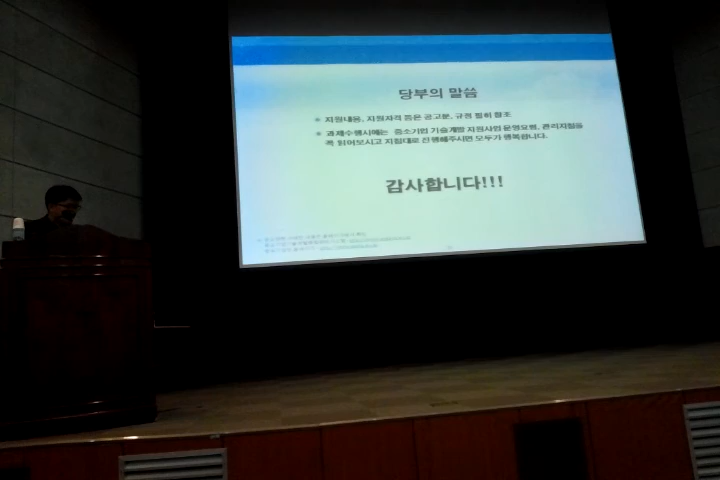 당부의 말씀
지원내용, 지원자격 등은 공고문, 규정 필히 참조
과제수행시에는 중소기업 기술개발 지원사업 운영요령, 관리지침을
꼭 읽어보시고 지침대로 진행해주시면 모두가 행복합니다.
감사합니다!!!